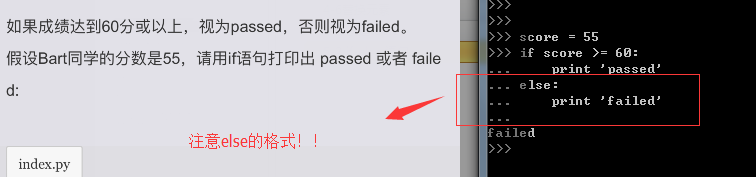 如果成绩达到60分或以上，视为passed，否则视为failed。
假设Bart同学的分数是55，请用if语句打印出 passed 或者 faile
d:
注意else的格式！！
index.py
>>>
>>>
>>> score = 55
>>> if score >= 60:
...     print 'passed'
... else:
...     print 'failed'
...
failed
>>>